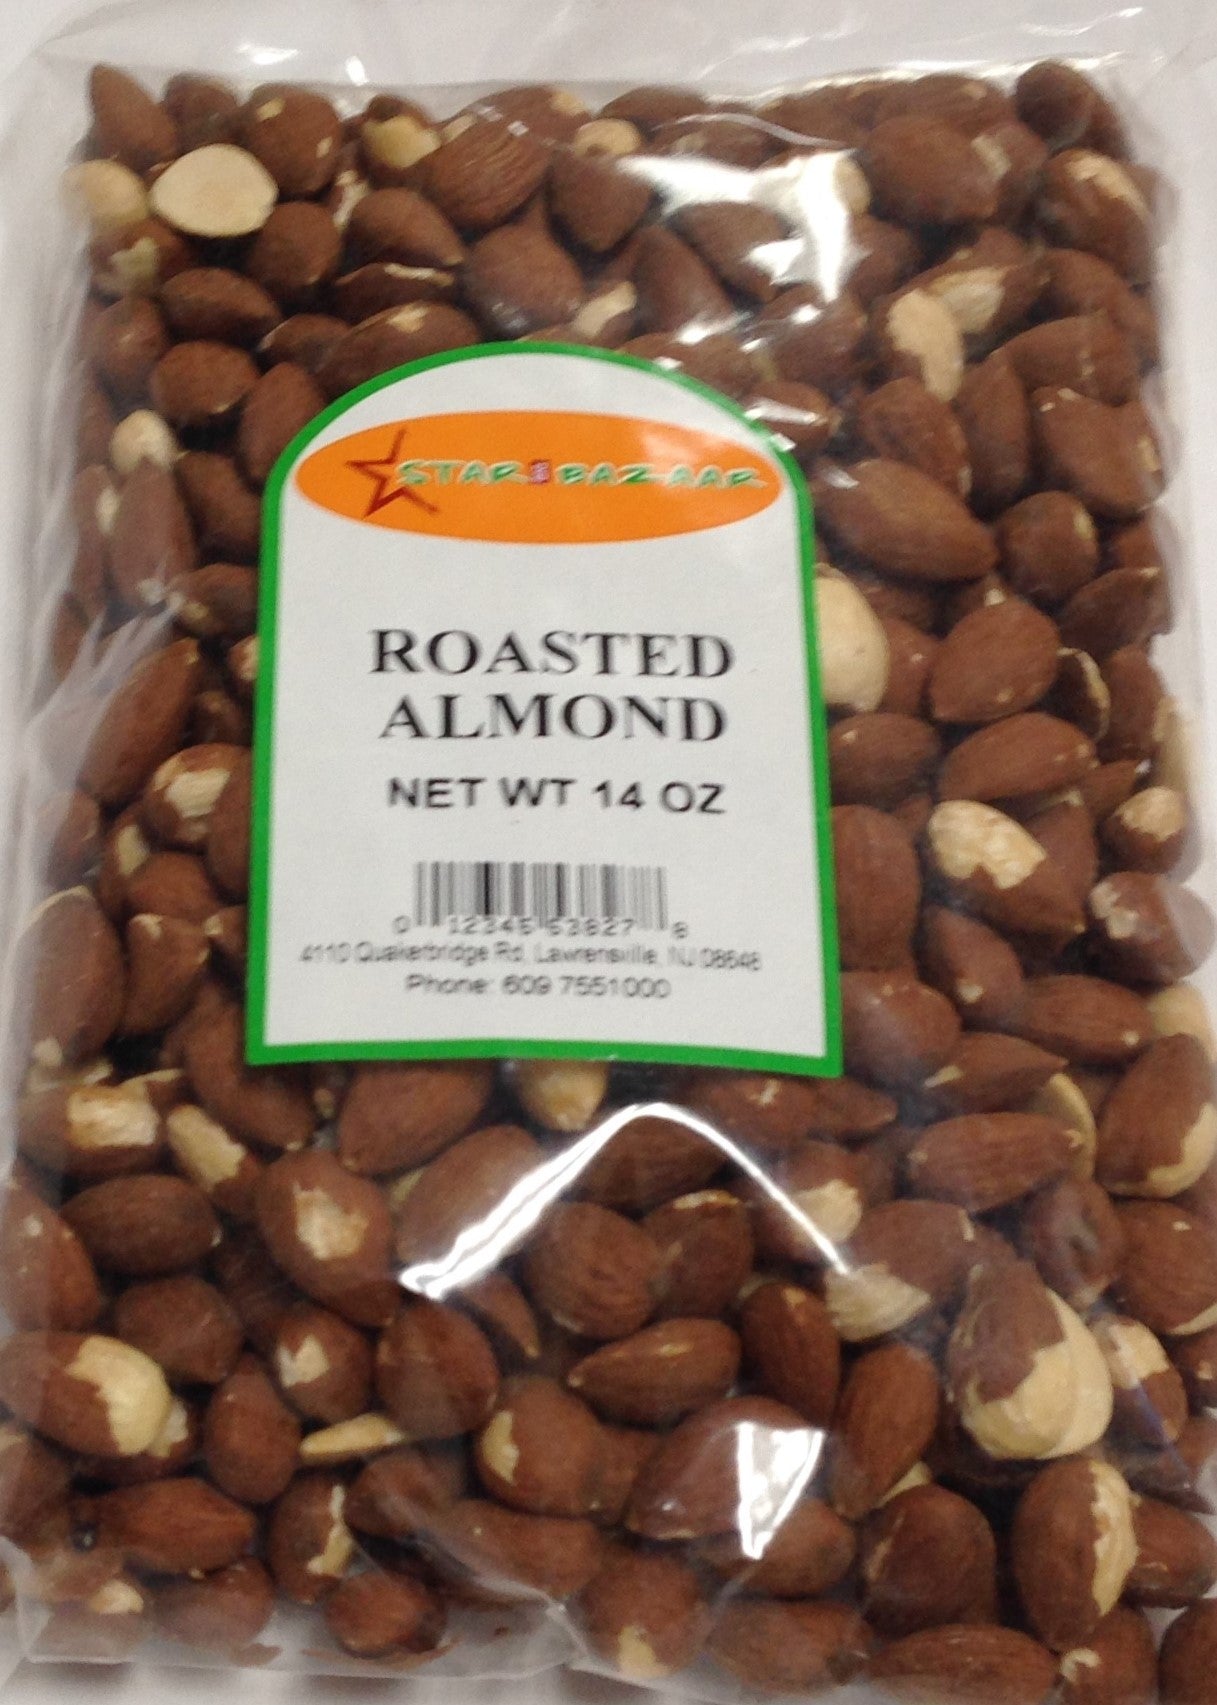 STAR BAZAAR
ROASTED
ALMOND
NET WT 14 OZ
0 12345 63827 8
4110 Quakerbridge Rd, Lawrensville, NJ 08648
Phone: 609 7551000